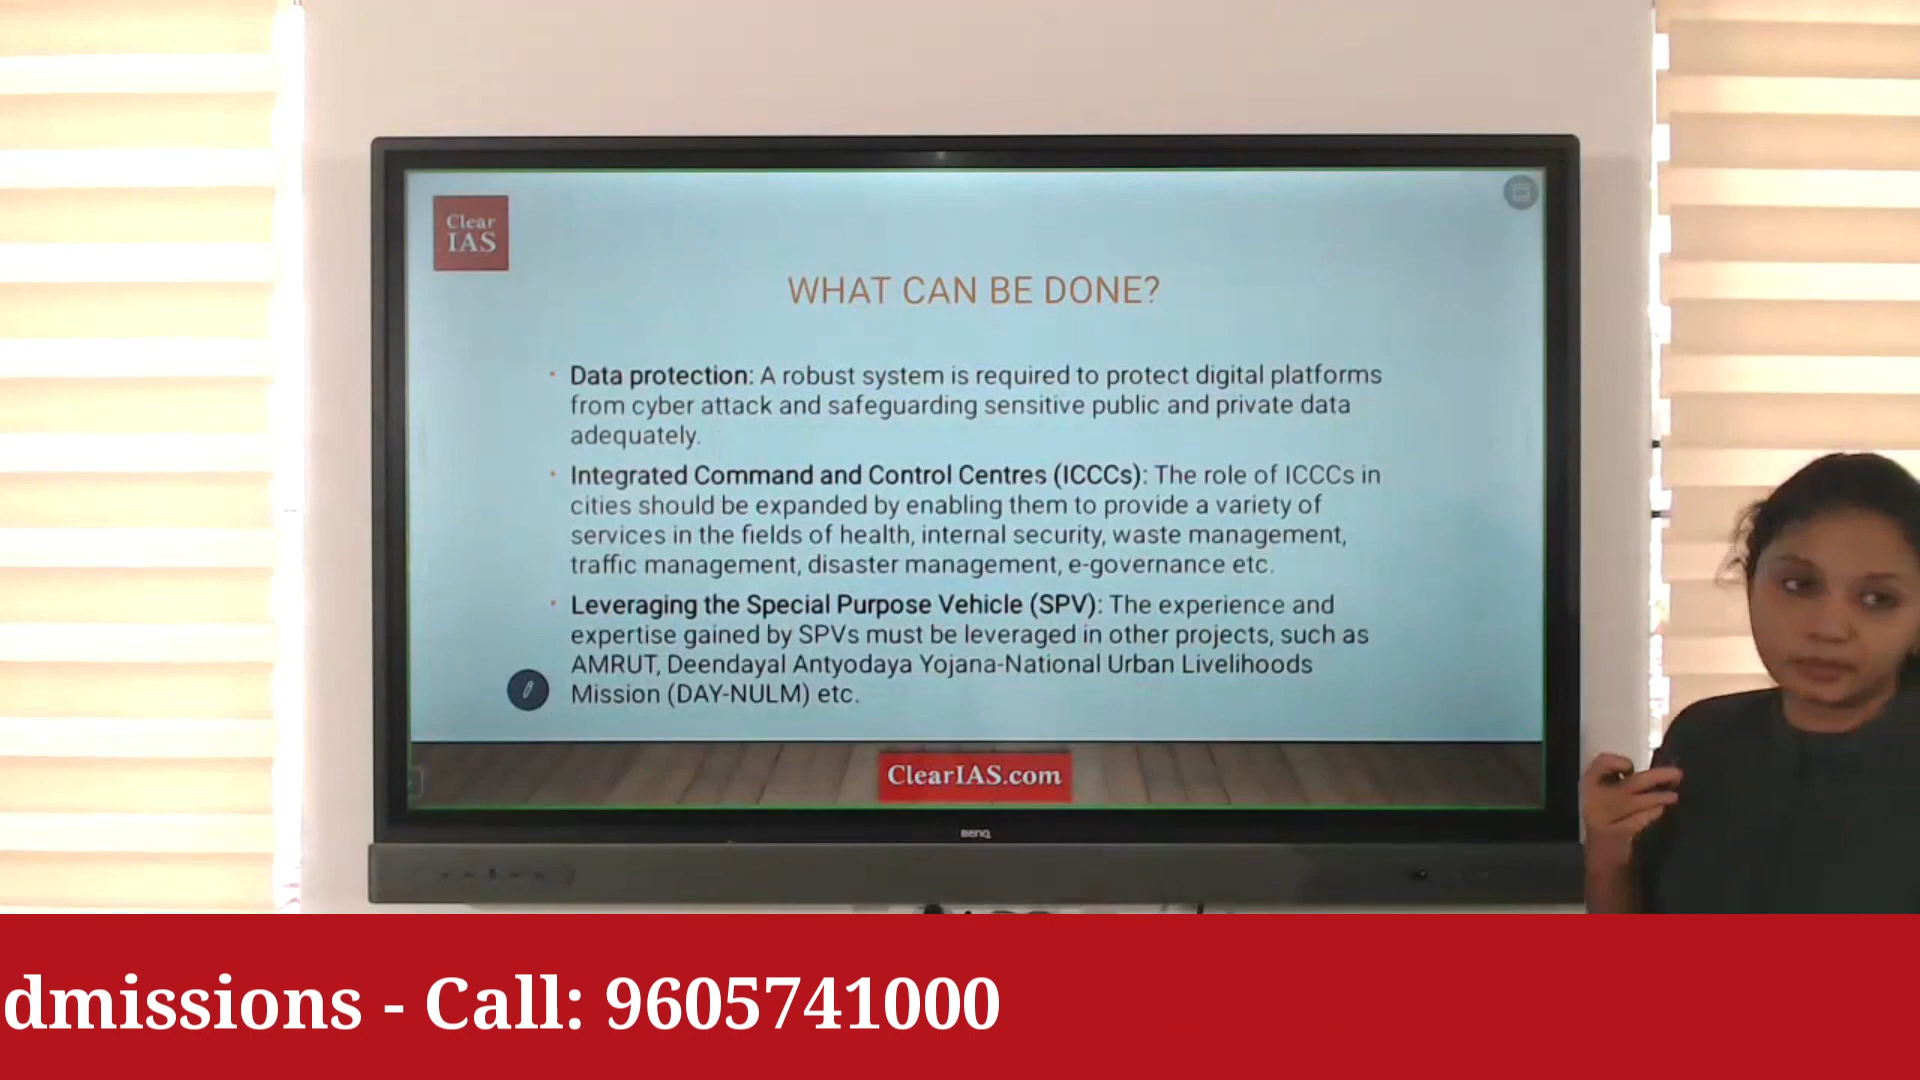 Clear
IAS
WHAT CAN BE DONE?
Data protection: A robust system is required to protect digital platforms
from cyber attack and safeguarding sensitive public and private data
adequately.
Integrated Command and Control Centres (ICCCs): The role of ICCCs in
cities should be expanded by enabling them to provide a variety of
services in the fields of health, internal security, waste management,
traffic management, disaster management, e-governance etc.
Leveraging the Special Purpose Vehicle (SPV): The experience and
expertise gained by SPVs must be leveraged in other projects, such as
AMRUT, Deendayal Antyodaya Yojana-National Urban Livelihoods
Mission (DAY-NULM) etc.
ClearIAS.com
BenQ
dmissions - Call: 9605741000